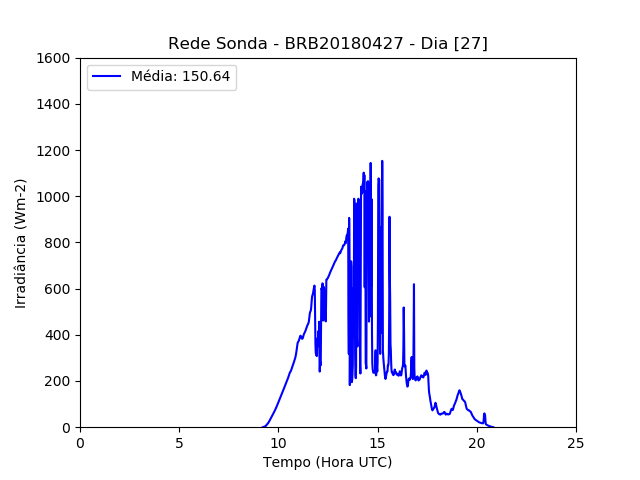 Rede Sonda - BRB20180427 - Dia [27]
Média: 150.64
1600
1400
1200
1000
800
600
400
200
0
Irradiância (Wm-2)
0 5 10 15 20 25
Tempo (Hora UTC)